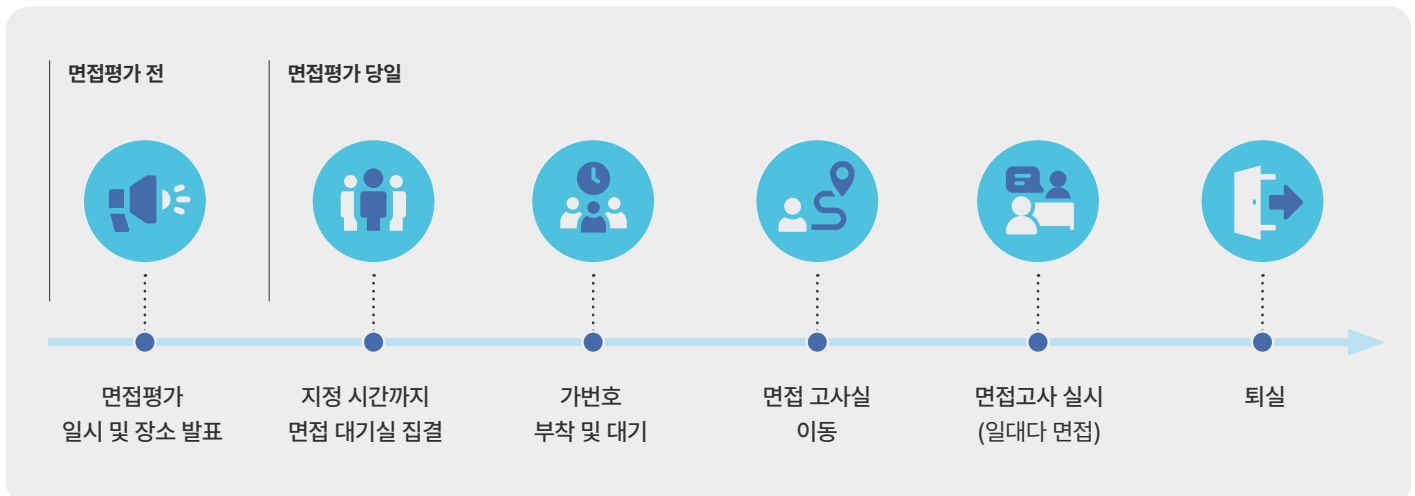 면접평가 전
면접평가 당일
면접평가
일시 및 장소 발표
지정 시간까지
면접 대기실 집결
가번호
부착 및 대기
면접 고사실
이동
면접고사 실시
(일대다 면접)
퇴실